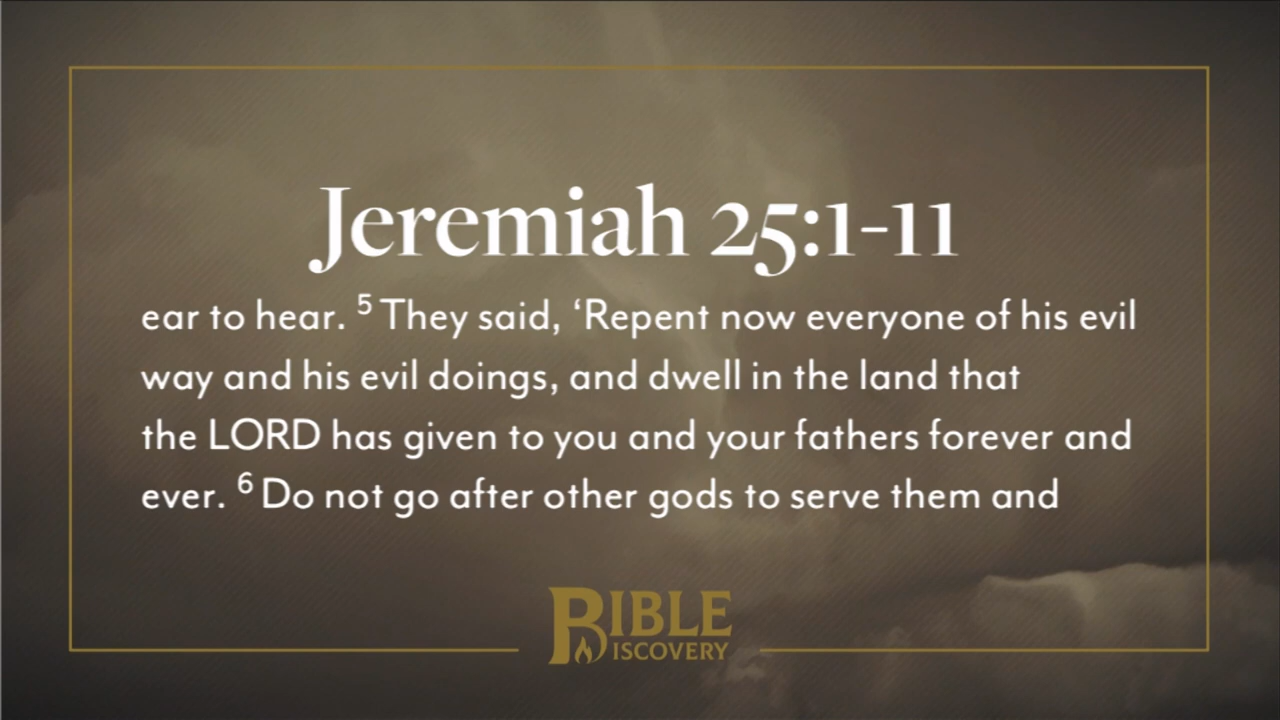 Jeremiah 25:1-11
ear to hear. 5 They said, ‘Repent now everyone of his evil
way and his evil doings, and dwell in the land that
the LORD has given to you and your fathers forever and
ever. 6 Do not go after other gods to serve them and
BIBLE
DISCOVERY